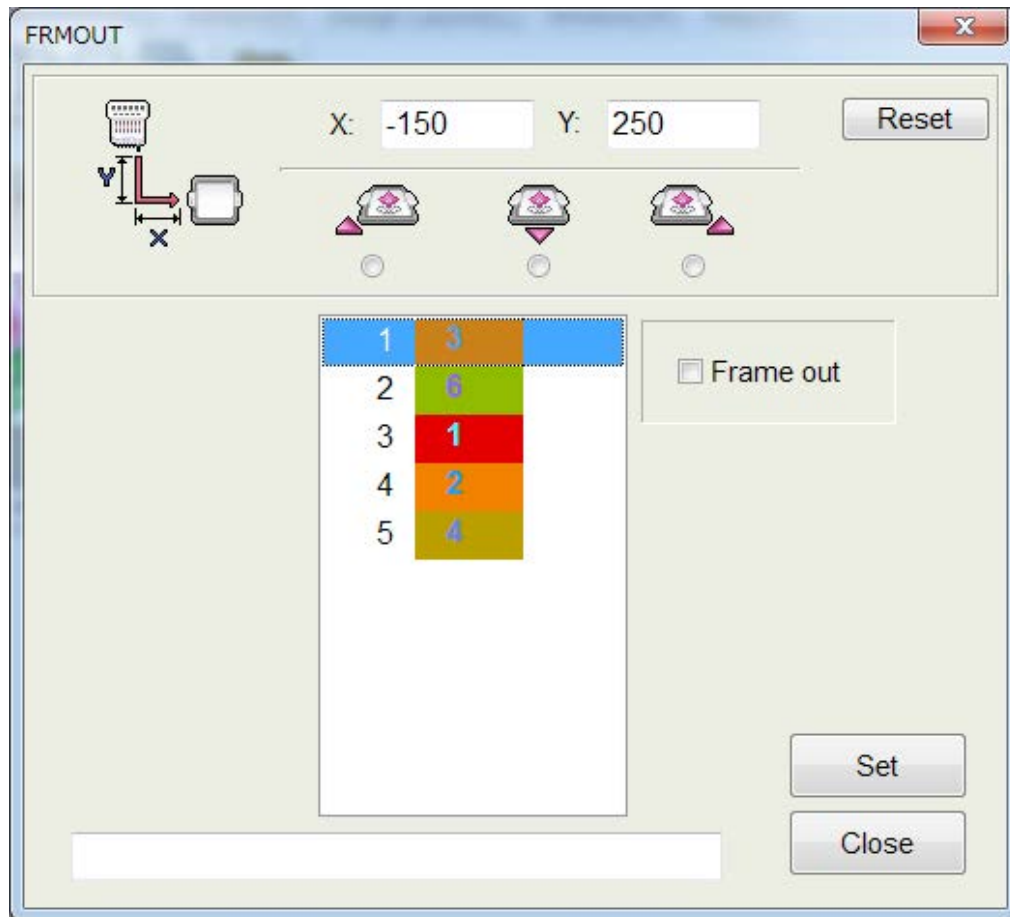 FRMOUT
X: -150 Y: 250 Reset
Y
X
1 3
2 6
3 1
4 2
5 4
Frame out
Set
Close